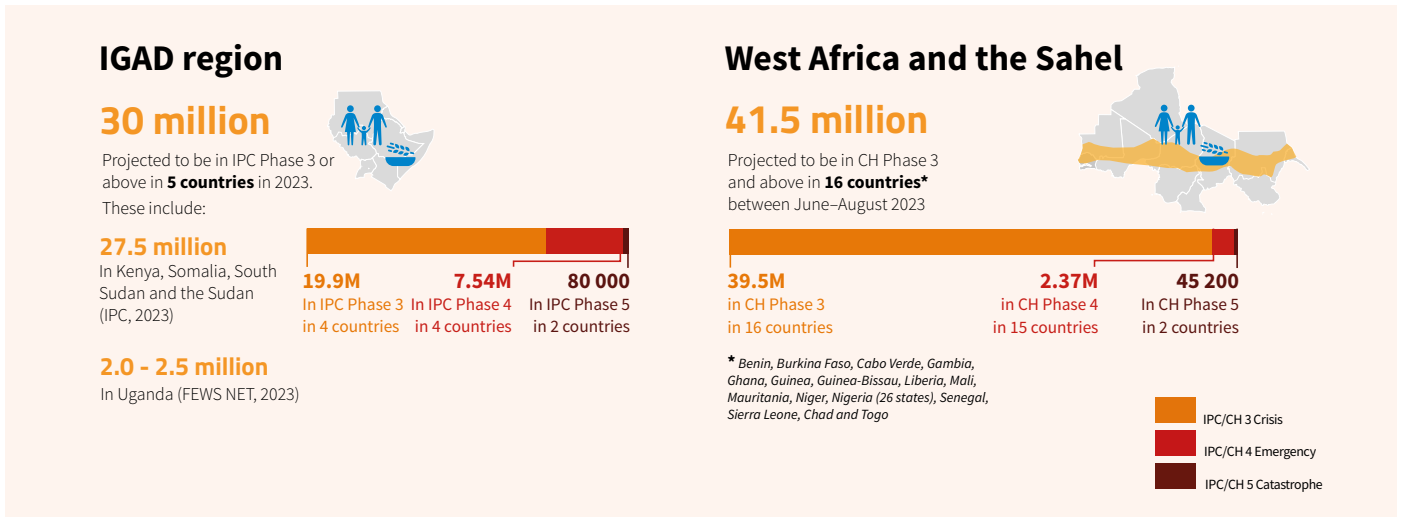 IGAD region
30 million
Projected to be in IPC Phase 3 or
above in 5 countries in 2023.
These include:
27.5 million
In Kenya, Somalia, South
Sudan and the Sudan
(IPC, 2023)
2.0 - 2.5 million
In Uganda (FEWS NET, 2023)
19.9M
In IPC Phase 3
in 4 countries
7.54M
In IPC Phase 4
in 4 countries
80 000
In IPC Phase 5
in 2 countries
West Africa and the Sahel
41.5 million
Projected to be in CH Phase 3
and above in 16 countries*
between June–August 2023
39.5M
in CH Phase 3
in 16 countries
2.37M
in CH Phase 4
in 15 countries
45 200
In CH Phase 5
in 2 countries
* Benin, Burkina Faso, Cabo Verde, Gambia,
Ghana, Guinea, Guinea-Bissau, Liberia, Mali,
Mauritania, Niger, Nigeria (26 states), Senegal,
Sierra Leone, Chad and Togo
IPC/CH 3 Crisis
IPC/CH 4 Emergency
IPC/CH 5 Catastrophe